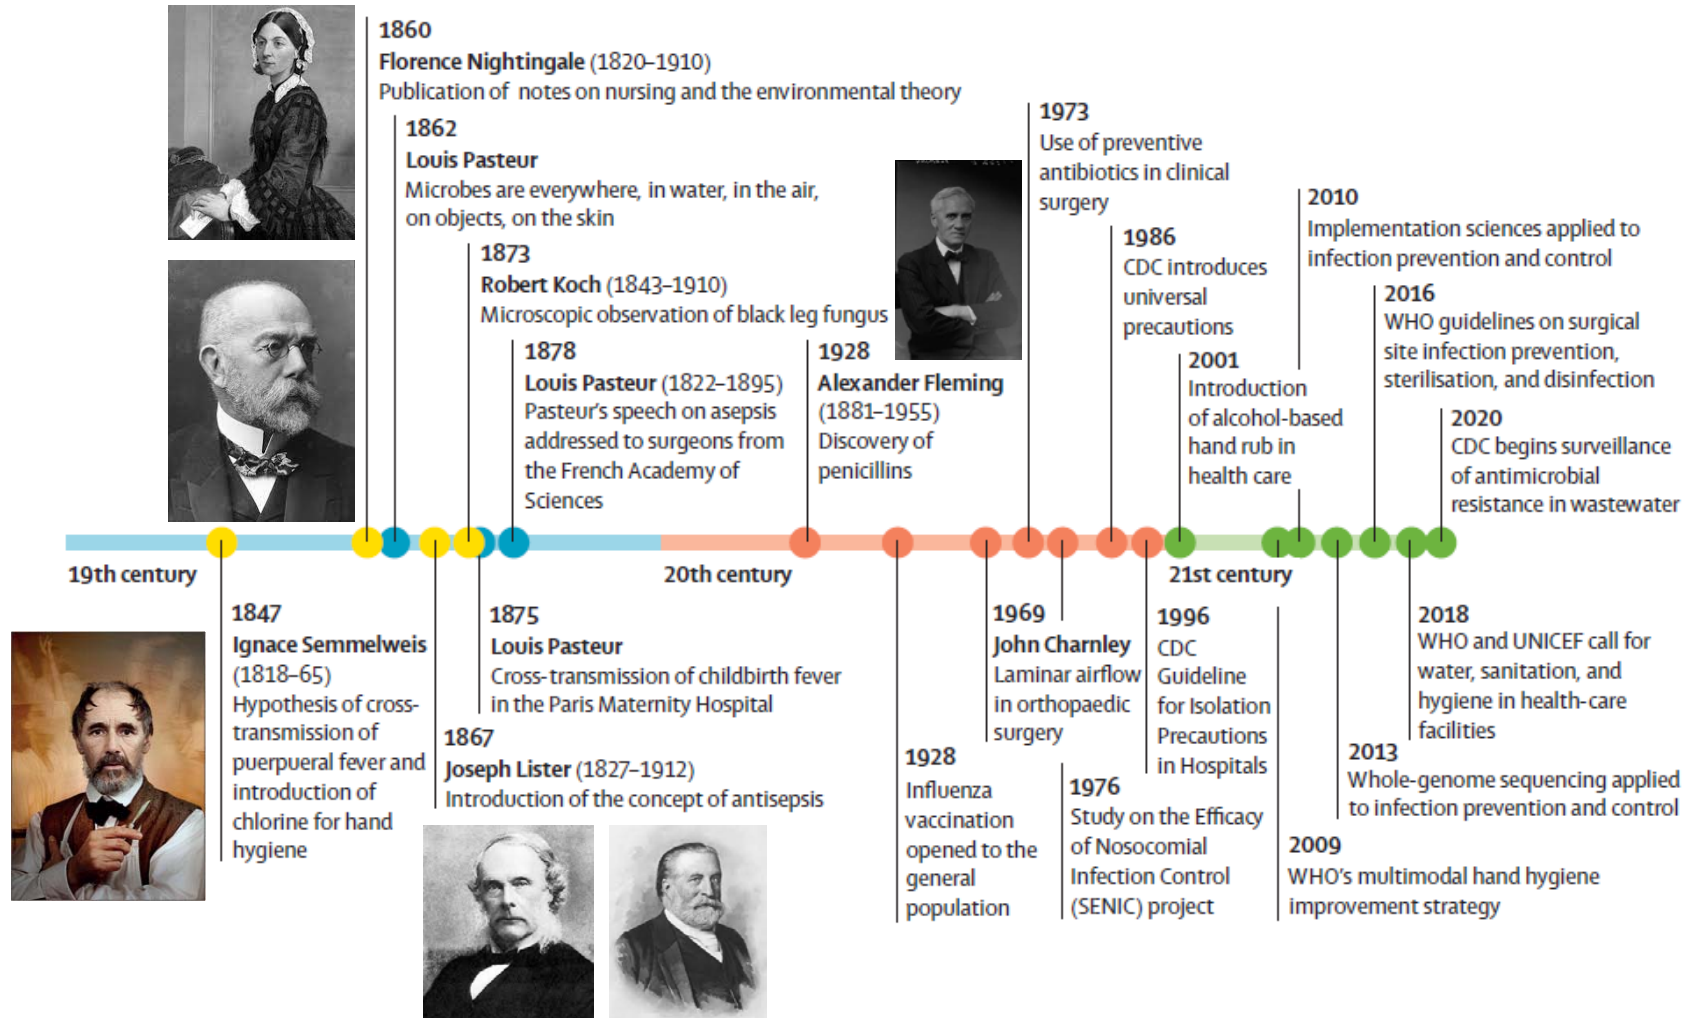 1860
Florence Nightingale (1820–1910)
Publication of notes on nursing and the environmental theory
1862
Louis Pasteur
Microbes are everywhere, in water, in the air,
on objects, on the skin
1873
Robert Koch (1843–1910)
Microscopic observation of black leg fungus
1878
Louis Pasteur (1822–1895)
Pasteur's speech on asepsis
addressed to surgeons from
the French Academy of
Sciences
1928
Alexander Fleming
(1881–1955)
Discovery of
penicillins
1973
Use of preventive
antibiotics in clinical
surgery
1986
CDC introduces
universal
precautions
2001
Introduction
of alcohol-based
hand rub in
health care
2010
Implementation sciences applied to
infection prevention and control
2016
WHO guidelines on surgical
site infection prevention,
sterilisation, and disinfection
2020
CDC begins surveillance
of antimicrobial
resistance in wastewater
19th century
20th century
21st century
1847
Ignace Semmelweis
(1818–65)
Hypothesis of cross-
transmission of
puerpueral fever and
introduction of
chlorine for hand
hygiene
1875
Louis Pasteur
Cross-transmission of childbirth fever
in the Paris Maternity Hospital
1867
Joseph Lister (1827–1912)
Introduction of the concept of antisepsis
1928
Influenza
vaccination
opened to the
general
population
1969
John Charnley
Laminar airflow
in orthopaedic
surgery
1976
Study on the Efficacy
of Nosocomial
Infection Control
(SENIC) project
1996
CDC
Guideline
for Isolation
Precautions
in Hospitals
2009
WHO's multimodal hand hygiene
improvement strategy
2013
Whole-genome sequencing applied
to infection prevention and control
2018
WHO and UNICEF call for
water, sanitation, and
hygiene in health-care
facilities